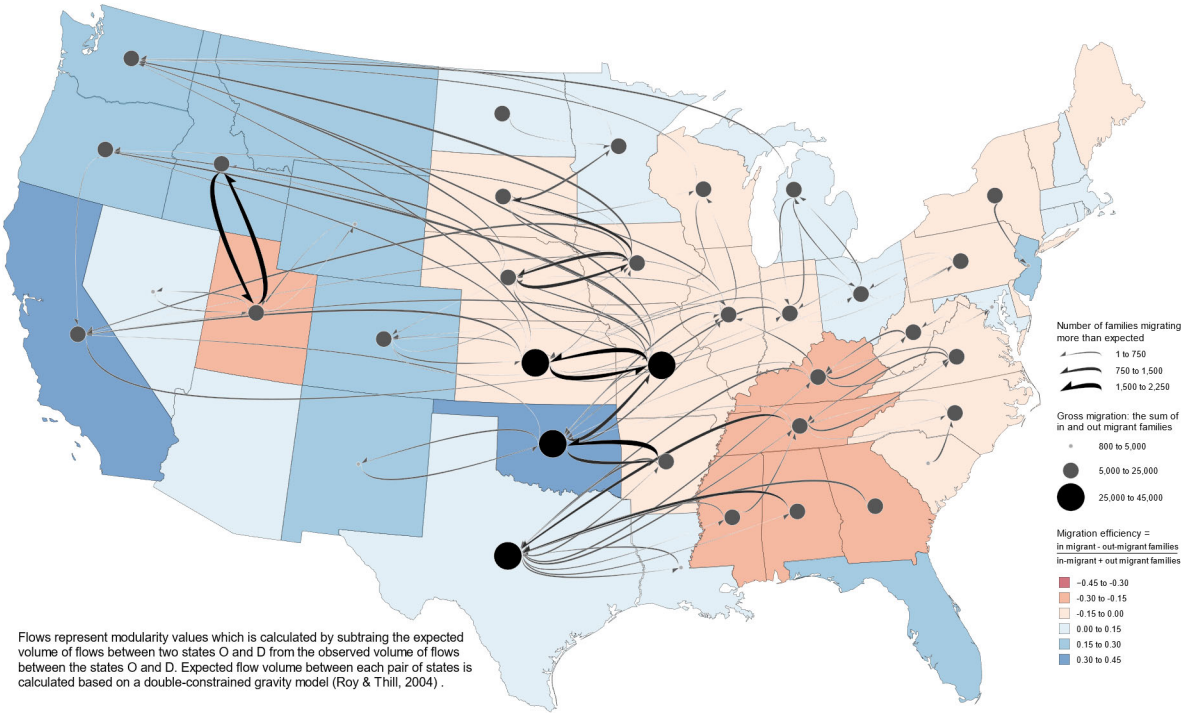 Number of families migrating
more than expected
1 to 750
750 to 1,500
1,500 to 2,250
Gross migration: the sum of
in and out migrant families
800 to 5,000
5,000 to 25,000
25,000 to 45,000
Migration efficiency =
in migrant - out-migrant families
in-migrant + out migrant families
−0.45 to -0.30
-0.30 to -0.15
-0.15 to 0.00
0.00 to 0.15
0.15 to 0.30
0.30 to 0.45
Flows represent modularity values which is calculated by subtraing the expected
volume of flows between two states O and D from the observed volume of flows
between the states O and D. Expected flow volume between each pair of states is
calculated based on a double-constrained gravity model (Roy & Thill, 2004) .